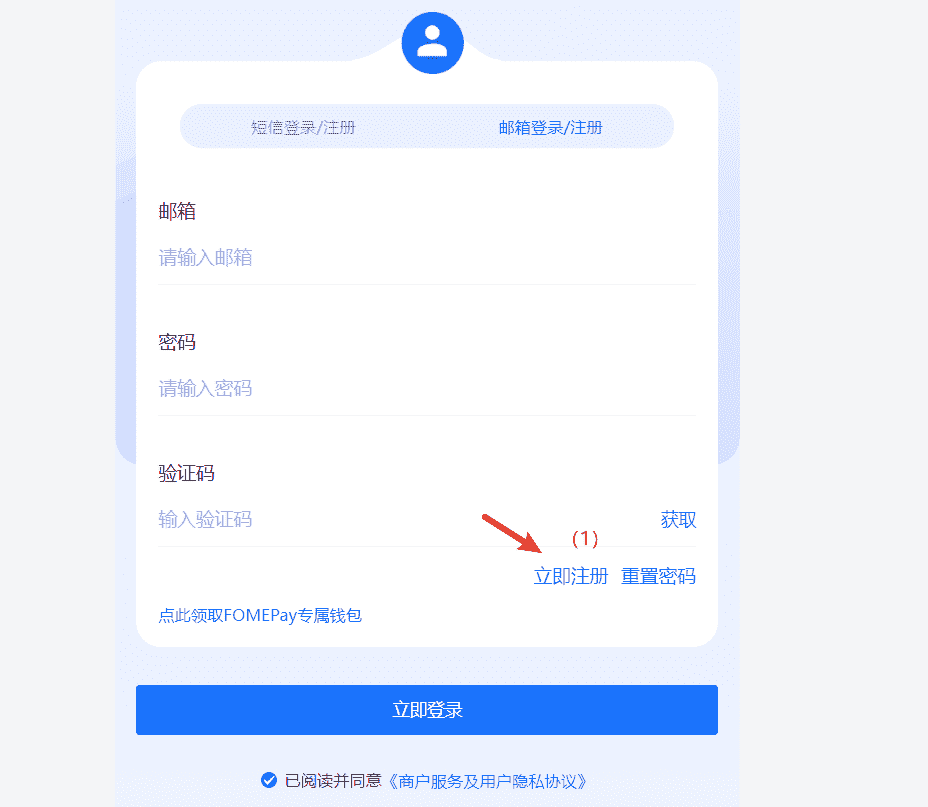 短信登录/注册 邮箱登录/注册
邮箱
请输入邮箱
密码
请输入密码
验证码
输入验证码 获取
(1)
立即注册 重置密码
点此领取FOMEPay专属钱包
立即登录
已阅读并同意《商户服务及用户隐私协议》